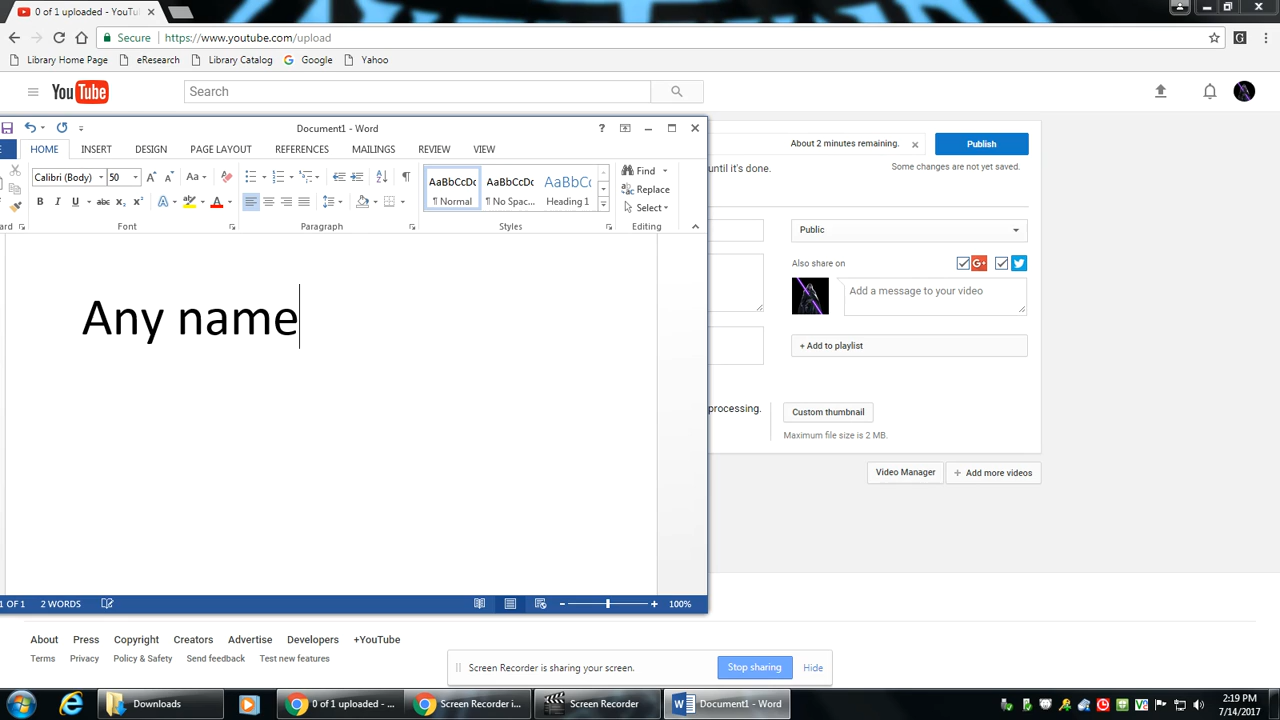 0 of 1 uploaded - YouTu
Secure https://www.youtube.com/upload
Library Home Page eResearch Library Catalog Google Yahoo
YouTube Search
Document1 - Word
HOME INSERT DESIGN PAGE LAYOUT REFERENCES MAILINGS REVIEW VIEW
Calibri (Body) 50
AaBbCcDc AaBbCcDc AaBbCc
¶ Normal ¶ No Spac... Heading 1
Find
Replace
Select
Font Paragraph Styles Editing
Any name
1 OF 1 2 WORDS 100%
About 2 minutes remaining. Publish
until it's done. Some changes are not yet saved.
Public
Also share on
Add a message to your video
+ Add to playlist
processing. Custom thumbnail
Maximum file size is 2 MB.
Video Manager + Add more videos
About Press Copyright Creators Advertise Developers +YouTube
Terms Privacy Policy & Safety Send feedback Test new features
Screen Recorder is sharing your screen. Stop sharing Hide
Downloads 0 of 1 uploaded - ... Screen Recorder i... Screen Recorder Document1 - Word
2:19 PM
7/14/2017